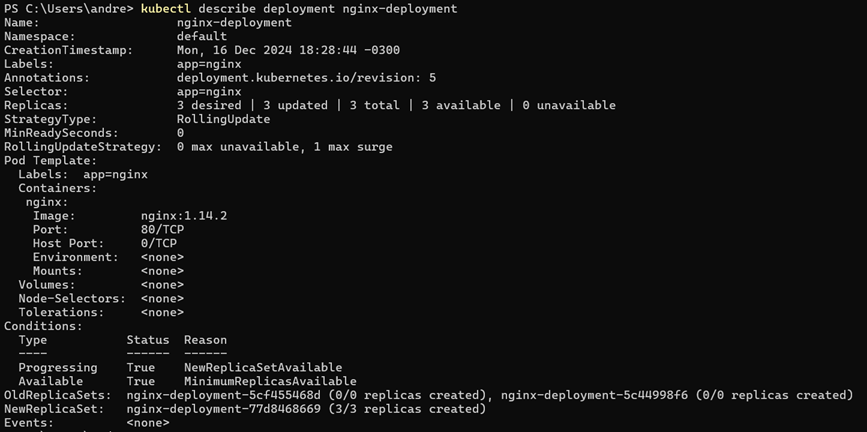 PS C:\Users\andre> kubectl describe deployment nginx-deployment
Name:                   nginx-deployment
Namespace:              default
CreationTimestamp:      Mon, 16 Dec 2024 18:28:44 -0300
Labels:                 app=nginx
Annotations:            deployment.kubernetes.io/revision: 5
Selector:               app=nginx
Replicas:               3 desired | 3 updated | 3 total | 3 available | 0 unavailable
StrategyType:           RollingUpdate
MinReadySeconds:        0
RollingUpdateStrategy:  0 max unavailable, 1 max surge
Pod Template:
  Labels:  app=nginx
  Containers:
   nginx:
    Image:         nginx:1.14.2
    Port:          80/TCP
    Host Port:     0/TCP
    Environment:   <none>
    Mounts:        <none>
  Volumes:         <none>
  Node-Selectors:  <none>
  Tolerations:     <none>
Conditions:
  Type           Status  Reason
  ----           ------  ------
  Progressing    True    NewReplicaSetAvailable
  Available      True    MinimumReplicasAvailable
OldReplicaSets:  nginx-deployment-5cf455468d (0/0 replicas created), nginx-deployment-5c44998f6 (0/0 replicas created)
NewReplicaSet:   nginx-deployment-77d8468669 (3/3 replicas created)
Events:          <none>